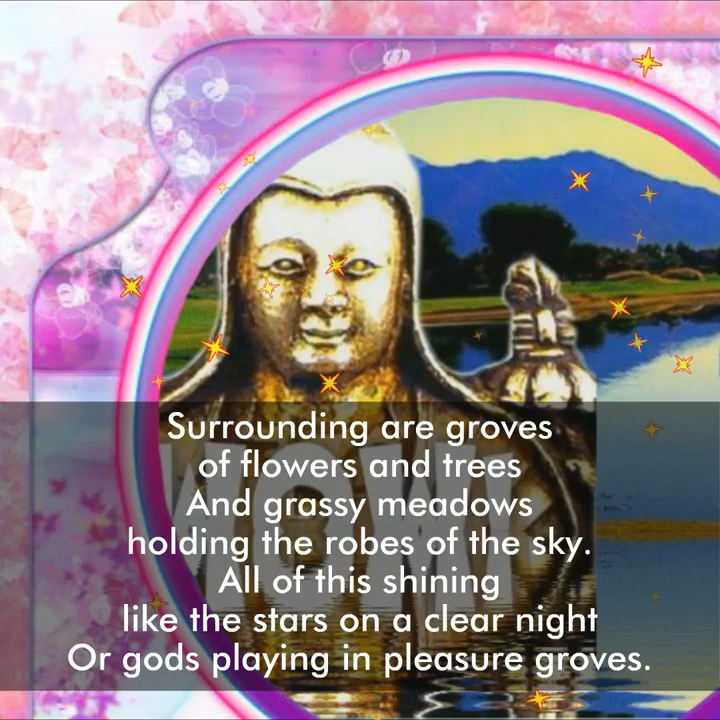 Surrounding are groves
of flowers and trees
And grassy meadows
holding the robes of the sky.
All of this shining
like the stars on a clear night
Or gods playing in pleasure groves.